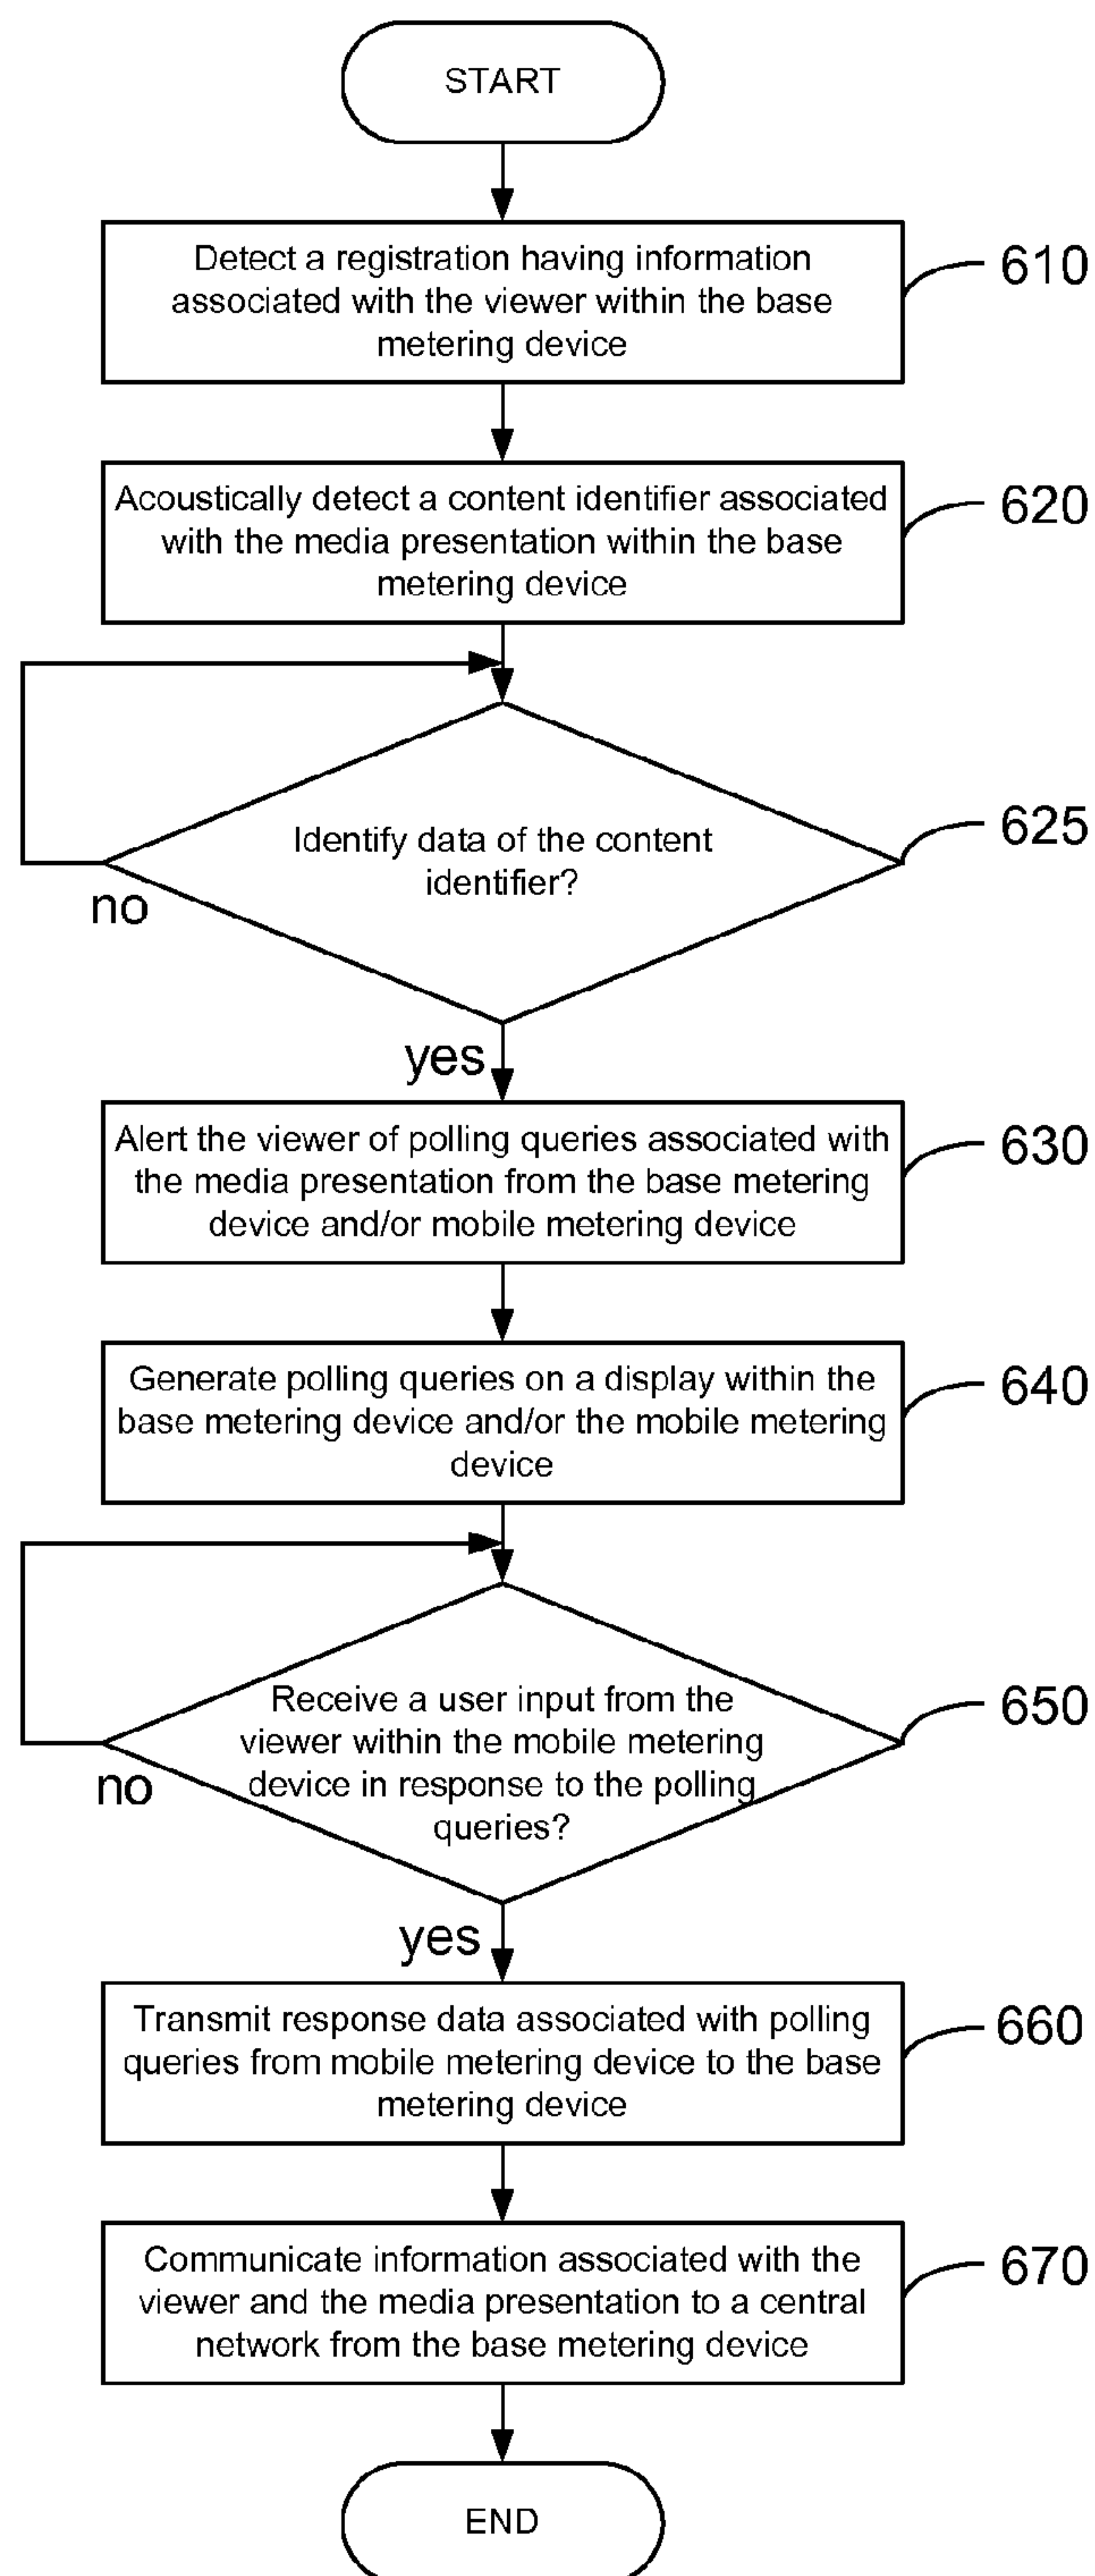 START
Detect a registration having information
associated with the viewer within the base
metering device
610
Acoustically detect a content identifier associated
with the media presentation within the base
metering device
620
Identify data of the content
identifier?
625
no
yes
Alert the viewer of polling queries associated with
the media presentation from the base metering
device and/or mobile metering device
630
Generate polling queries on a display within the
base metering device and/or the mobile metering
device
640
Receive a user input from the
viewer within the mobile metering
device in response to the polling
queries?
650
no
yes
Transmit response data associated with polling
queries from mobile metering device to the base
metering device
660
Communicate information associated with the
viewer and the media presentation to a central
network from the base metering device
670
END